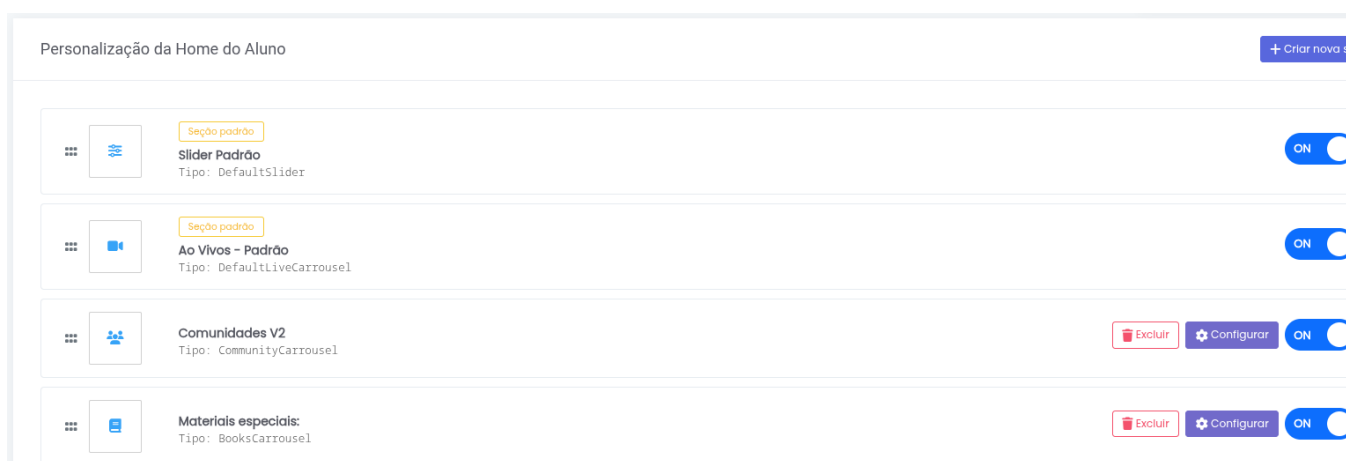 Personalização da Home do Aluno
+ Criar nova s
Seção padrão
Slider Padrão
Tipo: DefaultSlider
ON
Seção padrão
Ao Vivos - Padrão
Tipo: DefaultLiveCarrousel
ON
Comunidades V2
Tipo: CommunityCarrousel
Excluir
Configurar
ON
Materiais especiais:
Tipo: BooksCarrousel
Excluir
Configurar
ON